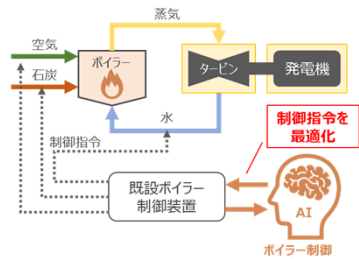 蒸気
空気
ボイラー
石炭
タービン
発電機
水
制御指令
制御指令を
最適化
既設ボイラー
制御装置
AI
ボイラー制御